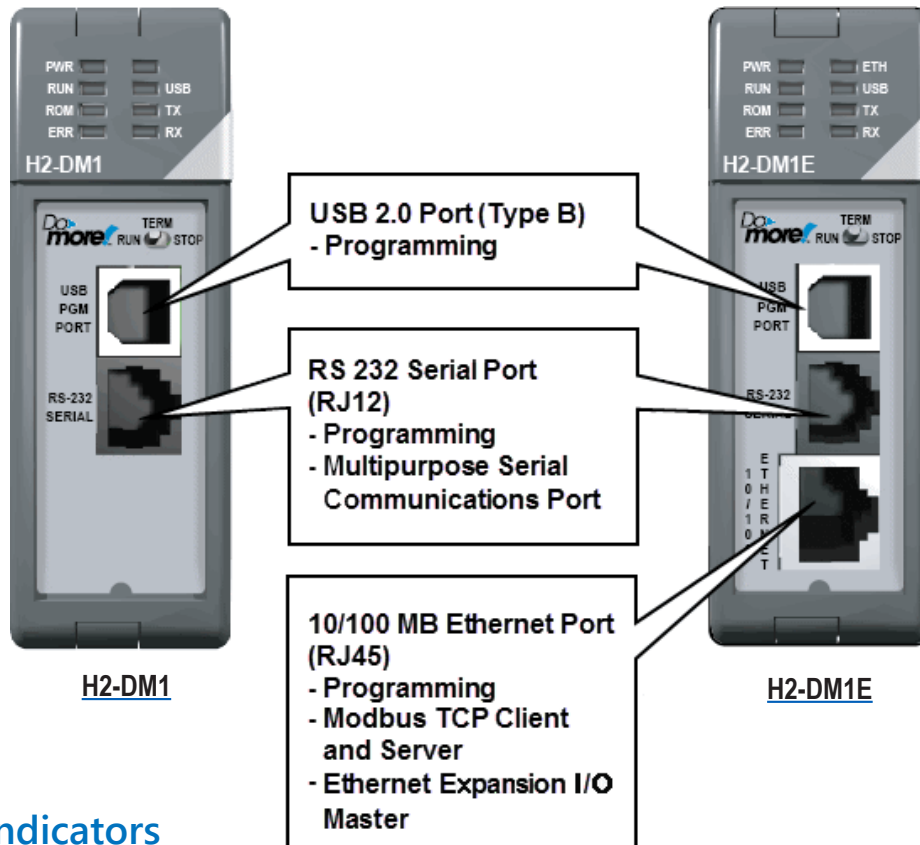 PWR
RUN USB
ROM TX
ERR RX
H2-DM1
Do-
more! TERM
RUN STOP
USB
PGM
PORT
RS-232
SERIAL
H2-DM1
USB 2.0 Port (Type B)
- Programming
RS 232 Serial Port
(RJ12)
- Programming
- Multipurpose Serial
Communications Port
10/100 MB Ethernet Port
(RJ45)
- Programming
- Modbus TCP Client
and Server
- Ethernet Expansion I/O
Master
PWR ETH
RUN USB
ROM TX
ERR RX
H2-DM1E
Do-
more! TERM
RUN STOP
USB
PGM
PORT
RS-232
ETHERNET
H2-DM1E
ndicators